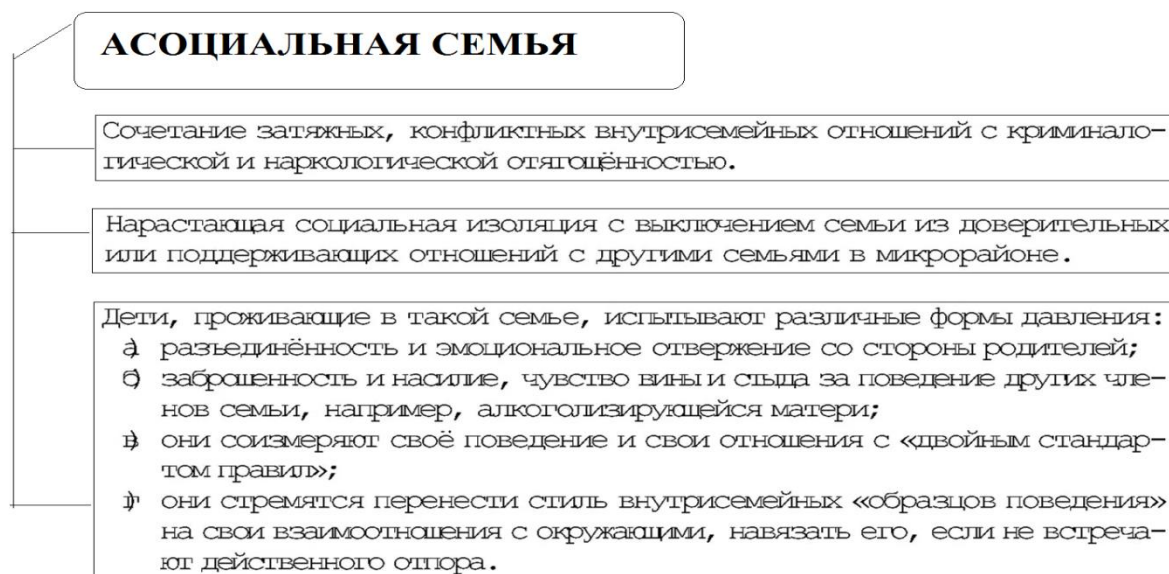 АСОЦИАЛЬНАЯ СЕМЬЯ
Сочетание затяжных, конфликтных внутрисемейных отношений с криминало-
гической и наркологической отягощённостью.
Нарастающая социальная изоляция с выключением семьи из доверительных
или поддерживающих отношений с другими семьями в микрорайоне.
Дети, проживающие в такой семье, испытывают различные формы давления:
а) разъединённость и эмоциональное отвержение со стороны родителей;
б) заброшенность и насилие, чувство вины и стыда за поведение других чле-
нов семьи, например, алкоголизирующейся матери;
в) они соизмеряют своё поведение и свои отношения с «двойным стандар-
том правил»;
г) они стремятся перенести стиль внутрисемейных «образцов поведения»
на свои взаимоотношения с окружающими, навязать его, если не встреча-
ют действенного отпора.